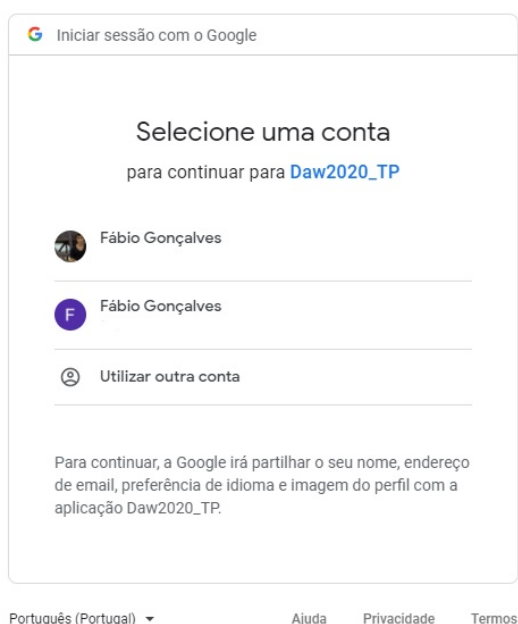 Iniciar sessão com o Google
Selecione uma conta
para continuar para Daw2020_TP
Fábio Gonçalves
F
Fábio Gonçalves
Utilizar outra conta
Para continuar, a Google irá partilhar o seu nome, endereço
de email, preferência de idioma e imagem do perfil com a
aplicação Daw2020_TP.
Português (Portugal) Ajuda Privacidade Termos